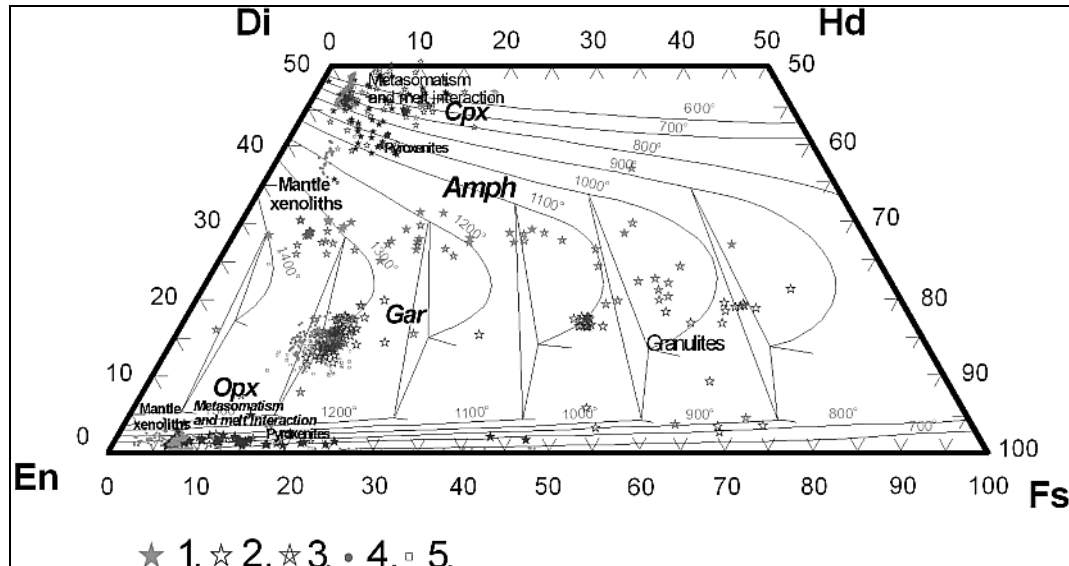 Di Hd
0 10 20 30 40 50
50 50
Metasomatism
and melt interaction
Cpx
600°
700°
60
40
Pyroxenites
800°
900°
Mantle
xenoliths
Amph
1000°
1100°
30 70
1200°
1300°
1400°
20 80
Gar
Granulites
10 90
Opx
Mantle
xenoliths
Metasomatism
and melt interaction
1200° 1100° 1000° 900° 800°
Pyroxenites
700°
0 100
En Fs
0 10 20 30 40 50 60 70 80 90 100
1. 2. 3. 4. 5.